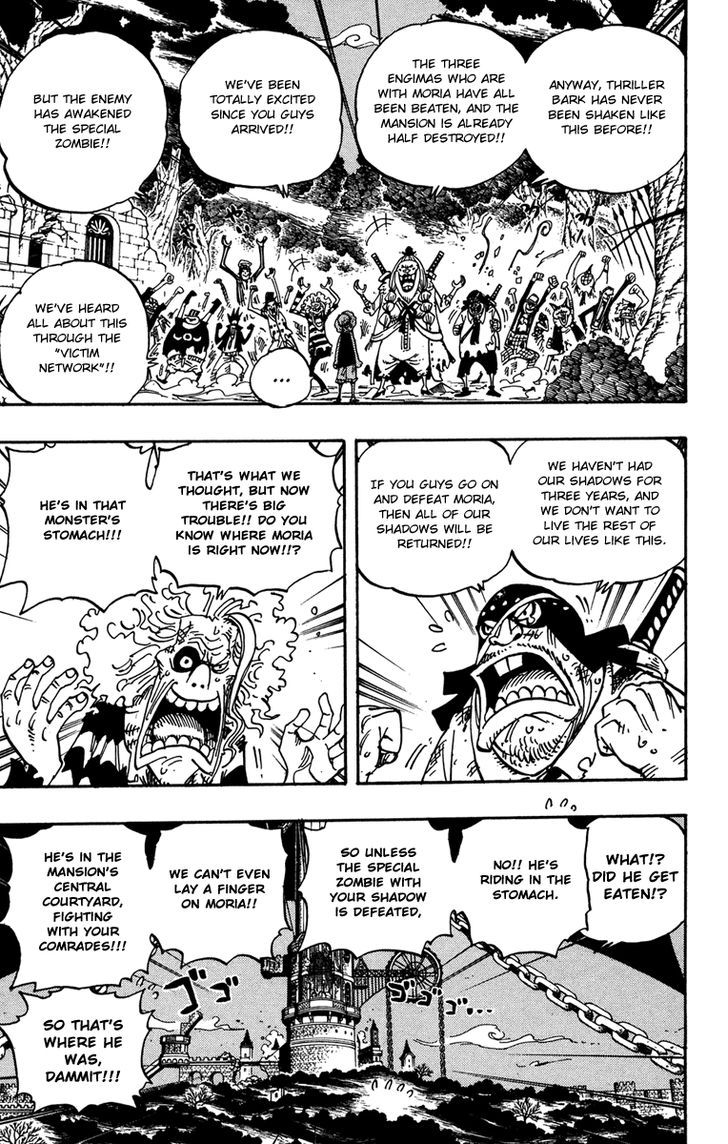 ANYWAY, THRILLER
BARK HAS NEVER
BEEN SHAKEN LIKE
THIS BEFORE!!
THE THREE
ENGIMAS WHO ARE
WITH MORIA HAVE ALL
BEEN BEATEN, AND THE
MANSION IS ALREADY
HALF DESTROYED!!
WE'VE BEEN
TOTALLY EXCITED
SINCE YOU GUYS
ARRIVED!!
BUT THE ENEMY
HAS AWAKENED
THE SPECIAL
ZOMBIE!!
WE'VE HEARD
ALL ABOUT THIS
THROUGH THE
"VICTIM
NETWORK"!!
...
WE HAVEN'T HAD
OUR SHADOWS FOR
THREE YEARS, AND
WE DON'T WANT TO
LIVE THE REST OF
OUR LIVES LIKE THIS.
IF YOU GUYS GO ON
AND DEFEAT MORIA,
THEN ALL OF OUR
SHADOWS WILL BE
RETURNED!!
THAT'S WHAT WE
THOUGHT, BUT NOW
THERE'S BIG
TROUBLE!! DO YOU
KNOW WHERE MORIA
IS RIGHT NOW!!?
HE'S IN THAT
MONSTER'S
STOMACH!!!
WHAT!?
DID HE GET
EATEN!?
NO!! HE'S
RIDING IN THE
STOMACH.
SO UNLESS
THE SPECIAL
ZOMBIE WITH
YOUR SHADOW
IS DEFEATED,
WE CAN'T EVEN
LAY A FINGER
ON MORIA!!
HE'S IN THE
MANSION'S
CENTRAL
COURTYARD,
FIGHTING
WITH YOUR
COMRADES!!!
SO THAT'S
WHERE HE
WAS,
DAMMIT!!!
ゴゴゴ
ゴゴゴ...